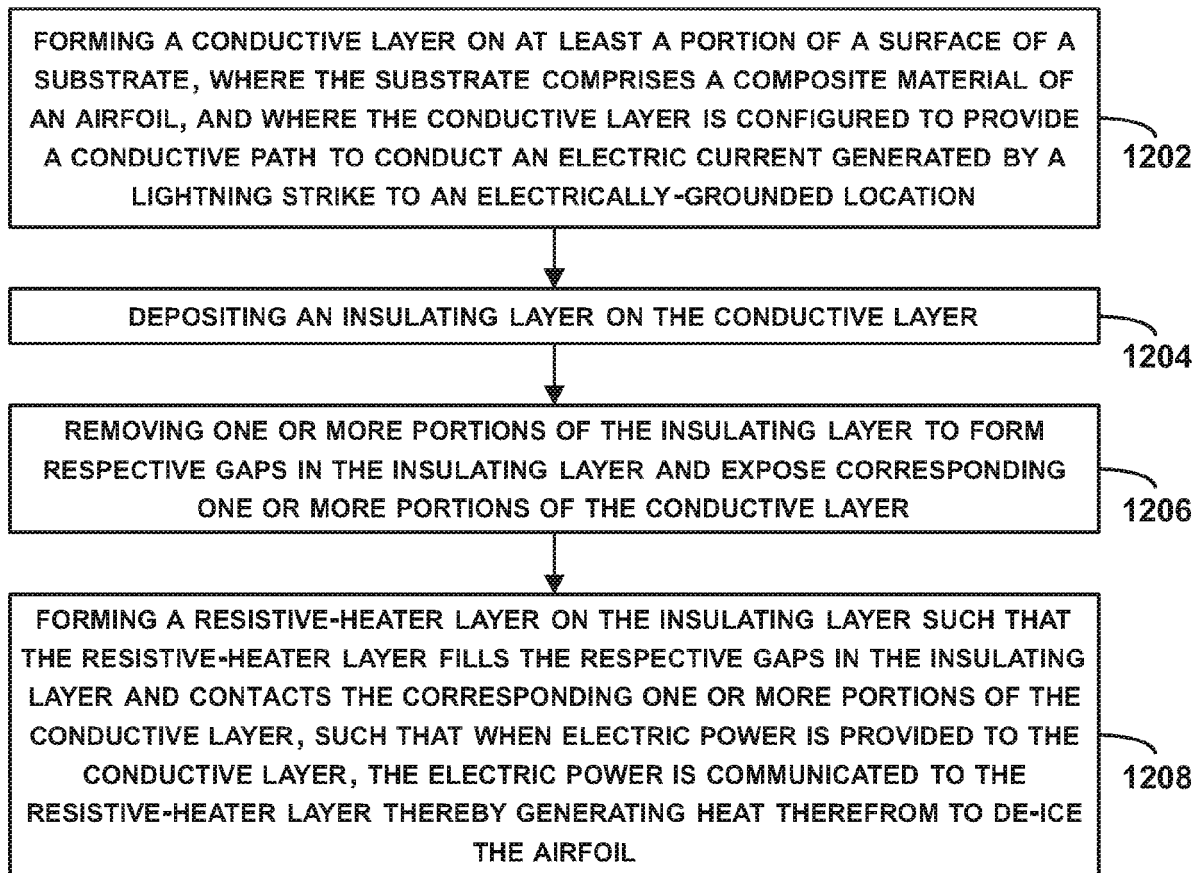 FORMING A CONDUCTIVE LAYER ON AT LEAST A PORTION OF A SURFACE OF A
SUBSTRATE, WHERE THE SUBSTRATE COMPRISES A COMPOSITE MATERIAL OF
AN AIRFOIL, AND WHERE THE CONDUCTIVE LAYER IS CONFIGURED TO PROVIDE
A CONDUCTIVE PATH TO CONDUCT AN ELECTRIC CURRENT GENERATED BY A
LIGHTNING STRIKE TO AN ELECTRICALLY-GROUNDED LOCATION
1202
DEPOSITING AN INSULATING LAYER ON THE CONDUCTIVE LAYER
1204
REMOVING ONE OR MORE PORTIONS OF THE INSULATING LAYER TO FORM
RESPECTIVE GAPS IN THE INSULATING LAYER AND EXPOSE CORRESPONDING
ONE OR MORE PORTIONS OF THE CONDUCTIVE LAYER
1206
FORMING A RESISTIVE-HEATER LAYER ON THE INSULATING LAYER SUCH THAT
THE RESISTIVE-HEATER LAYER FILLS THE RESPECTIVE GAPS IN THE INSULATING
LAYER AND CONTACTS THE CORRESPONDING ONE OR MORE PORTIONS OF THE
CONDUCTIVE LAYER, SUCH THAT WHEN ELECTRIC POWER IS PROVIDED TO THE
CONDUCTIVE LAYER, THE ELECTRIC POWER IS COMMUNICATED TO THE
RESISTIVE-HEATER LAYER THEREBY GENERATING HEAT THEREFROM TO DE-ICE
THE AIRFOIL
1208